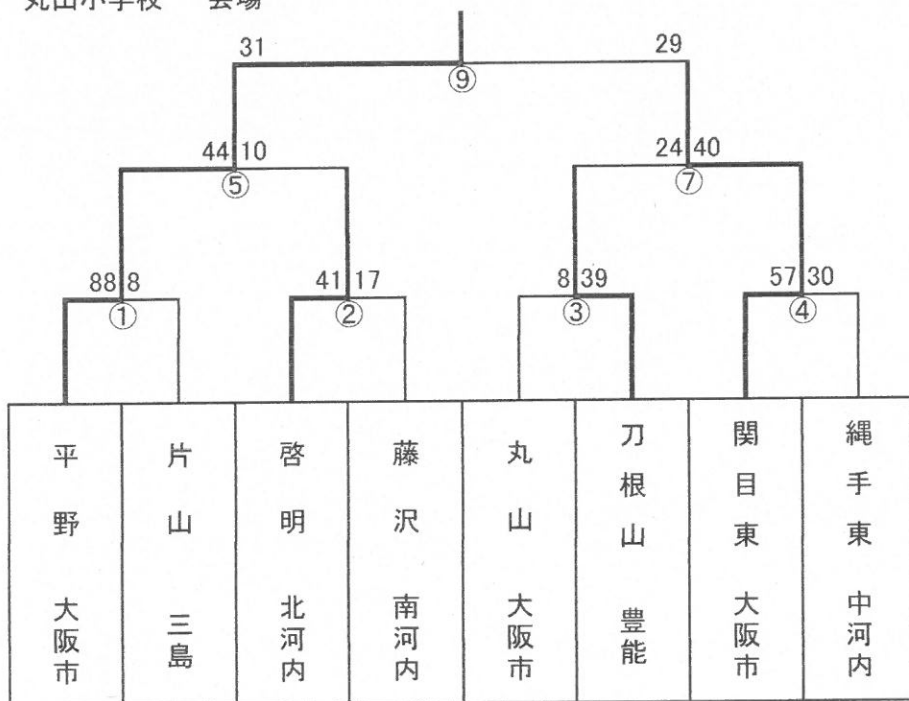 丸山小学校 会場
31 29
⑨
44 10 24 40
⑤ ⑦
88 8 41 17 8 39 57 30
① ② ③ ④
平野 大阪市
片山 三島
啓明 北河内
藤沢 南河内
丸山 大阪市
刀根山 豊能
関目東 大阪市
縄手東 中河内